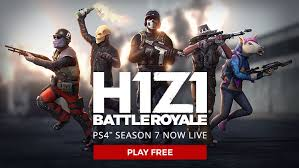 H1Z1
BATTLE ROYALE
PS4™ SEASON 7 NOW LIVE
PLAY FREE